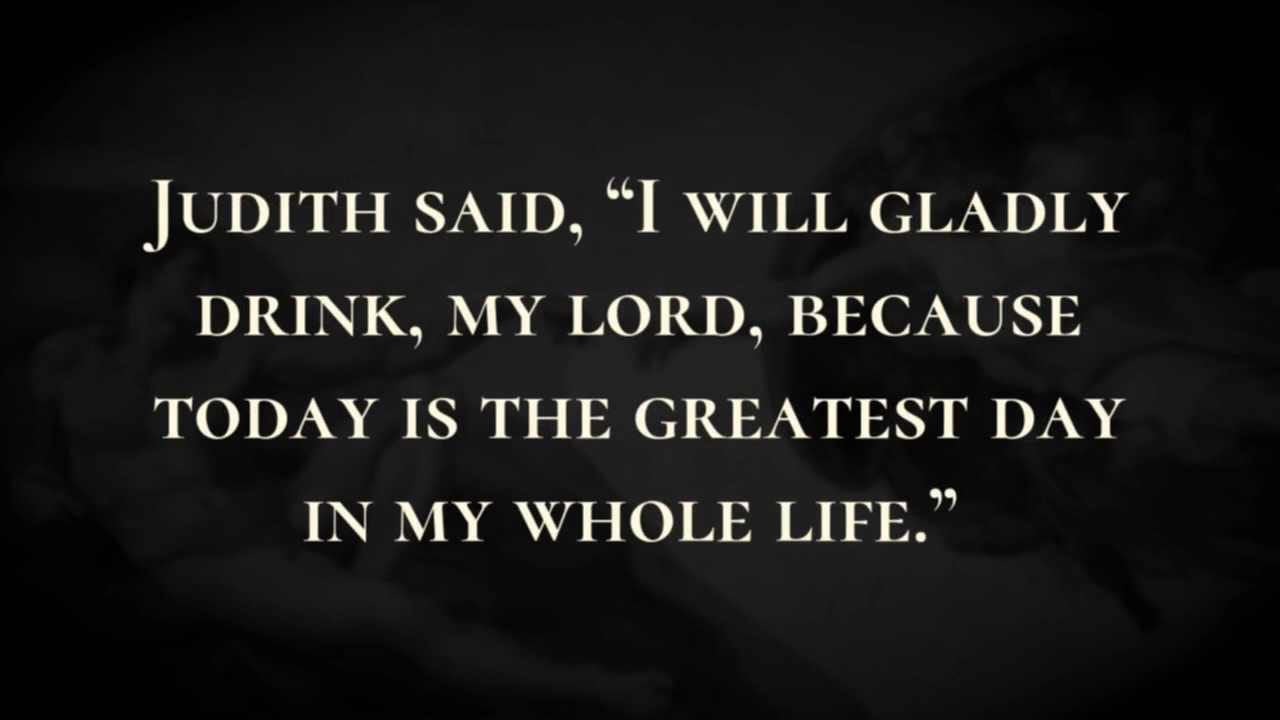 Judith said, “I will gladly
drink, my lord, because
today is the greatest day
in my whole life.”